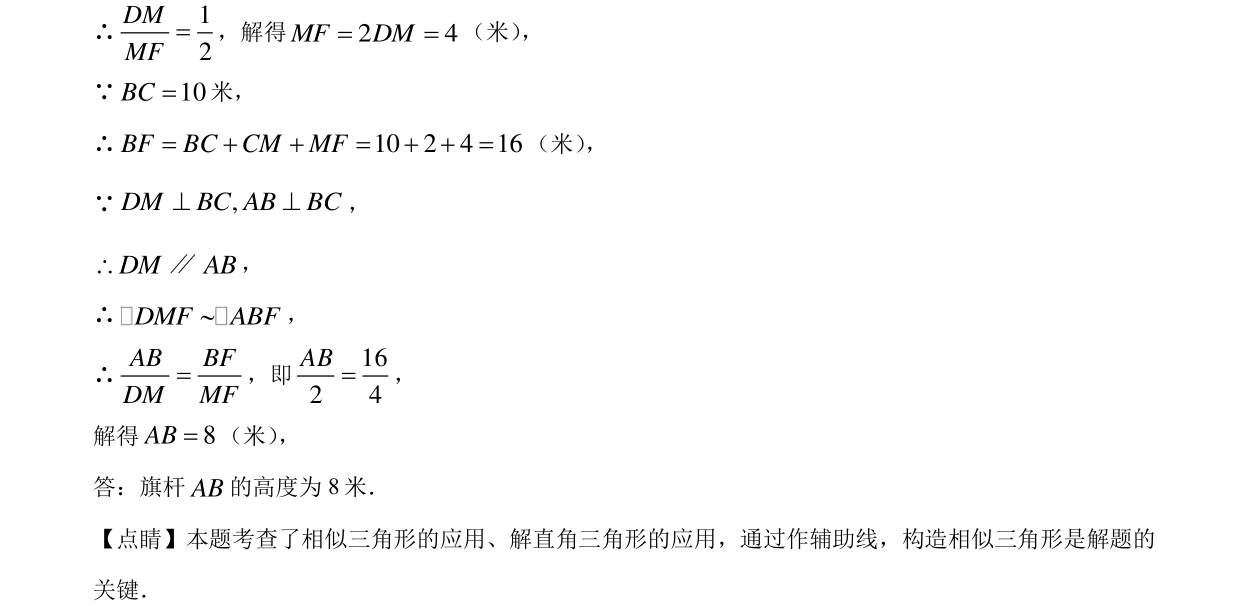 ∴ DM/MF = 1/2，解得 MF = 2DM = 4（米），
∵ BC = 10 米，
∴ BF = BC + CM + MF = 10 + 2 + 4 = 16（米），
∵ DM ⊥ BC, AB ⊥ BC，
∴ DM ∥ AB，
∴ □DMF ~ □ABF，
∴ AB/DM = BF/MF，即 AB/2 = 16/4，
解得 AB = 8（米），
答：旗杆 AB 的高度为 8 米．
【点睛】本题考查了相似三角形的应用、解直角三角形的应用，通过作辅助线，构造相似三角形是解题的
关键．